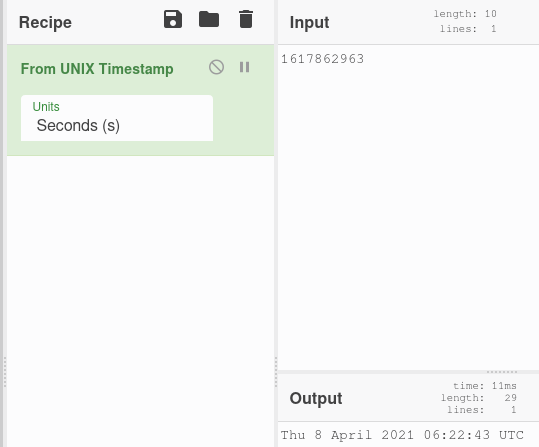 Recipe
From UNIX Timestamp
Units
Seconds (s)
Input
length: 10
lines: 1
1617862963
Output
time: 11ms
length: 29
lines: 1
Thu 8 April 2021 06:22:43 UTC